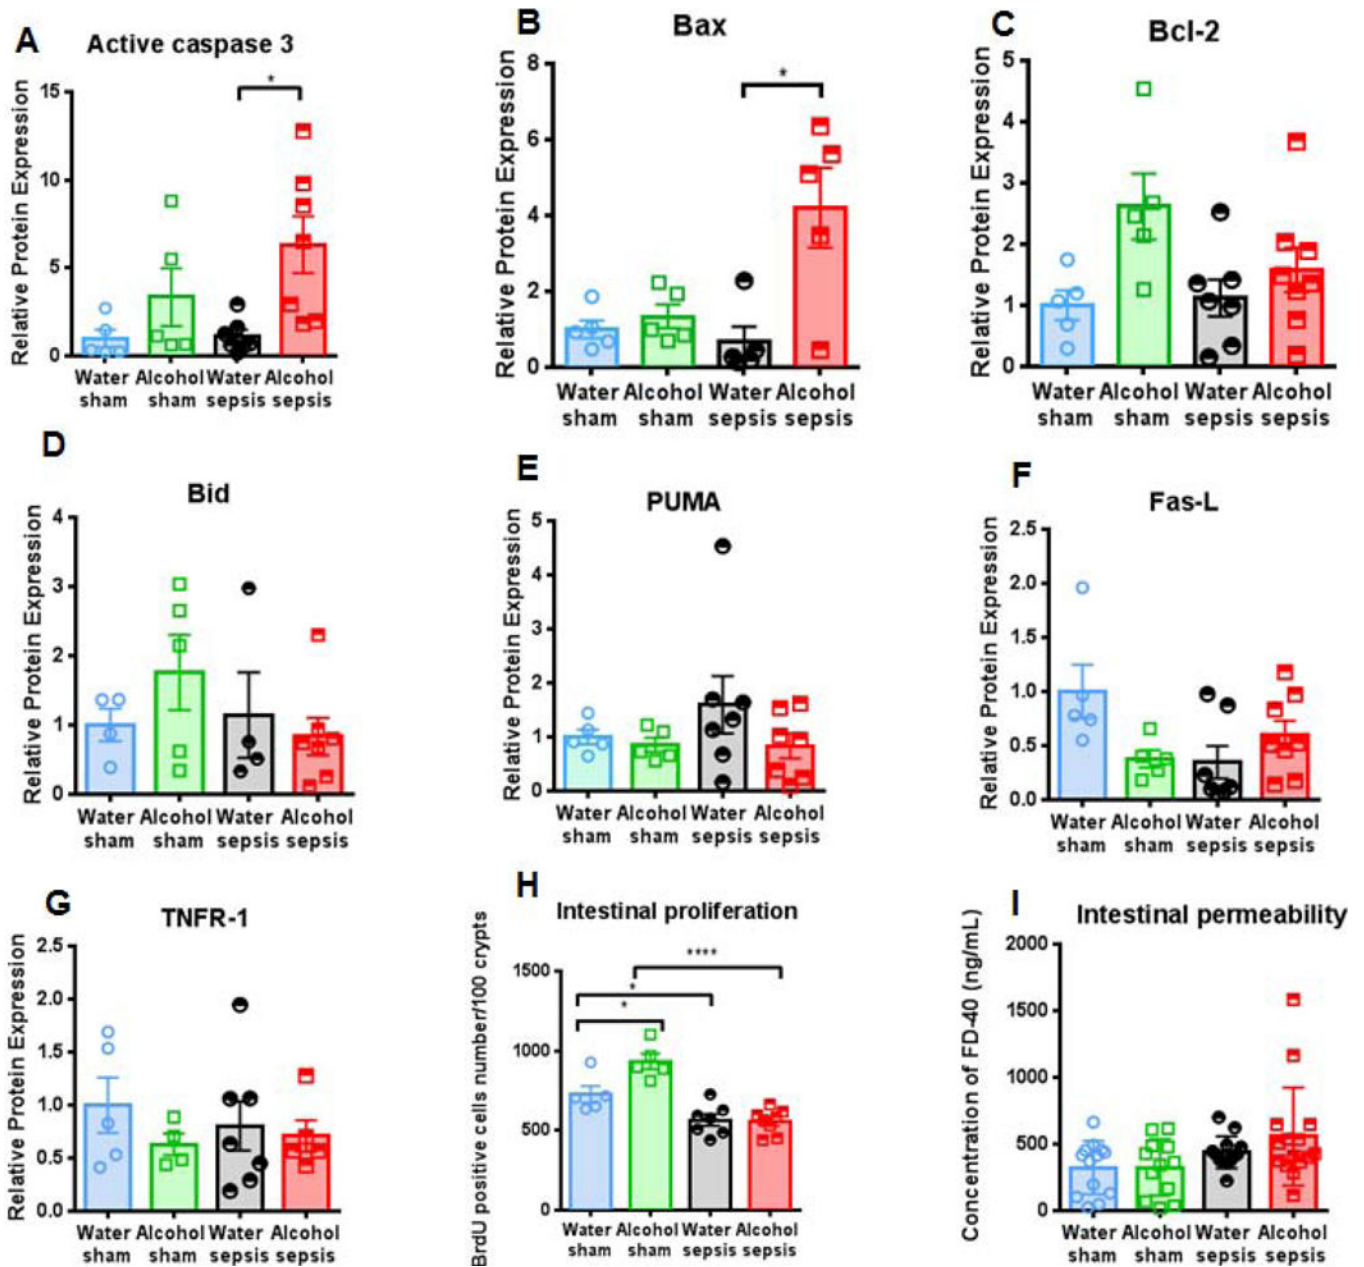 A
Active caspase 3
Relative Protein Expression
15
10
5
0
*
Water Alcohol Water Alcohol
sham sham sepsis sepsis
B
Bax
Relative Protein Expression
8
6
4
2
0
*
Water Alcohol Water Alcohol
sham sham sepsis sepsis
C
Bcl-2
Relative Protein Expression
5
4
3
2
1
0
Water Alcohol Water Alcohol
sham sham sepsis sepsis
D
Bid
Relative Protein Expression
4
3
2
1
0
Water Alcohol Water Alcohol
sham sham sepsis sepsis
E
PUMA
Relative Protein Expression
5
4
3
2
1
0
Water Alcohol Water Alcohol
sham sham sepsis sepsis
F
Fas-L
Relative Protein Expression
2.5
2.0
1.5
1.0
0.5
0.0
Water Alcohol Water Alcohol
sham sham sepsis sepsis
G
TNFR-1
Relative Protein Expression
2.5
2.0
1.5
1.0
0.5
0.0
Water Alcohol Water Alcohol
sham sham sepsis sepsis
H
Intestinal proliferation
BrdU positive cells number/100 crypts
1500
1000
500
0
****
*
*
Water Alcohol Water Alcohol
sham sham sepsis sepsis
I
Intestinal permeability
Concentration of FD-40 (ng/mL)
2000
1500
1000
500
0
Water Alcohol Water Alcohol
sham sham sepsis sepsis